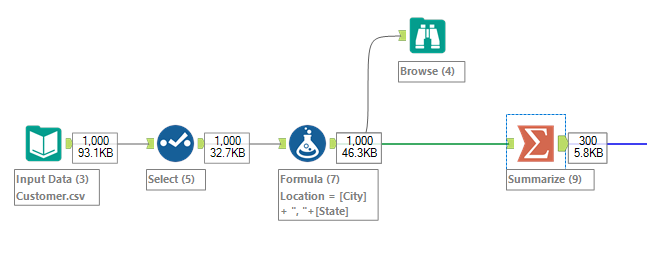 Browse (4)
1,000
93.1KB
1,000
32.7KB
1,000
46.3KB
300
5.8KB
Input Data (3)
Customer.csv
Select (5)
Formula (7)
Location = [City]
+ ", "+[State]
Summarize (9)